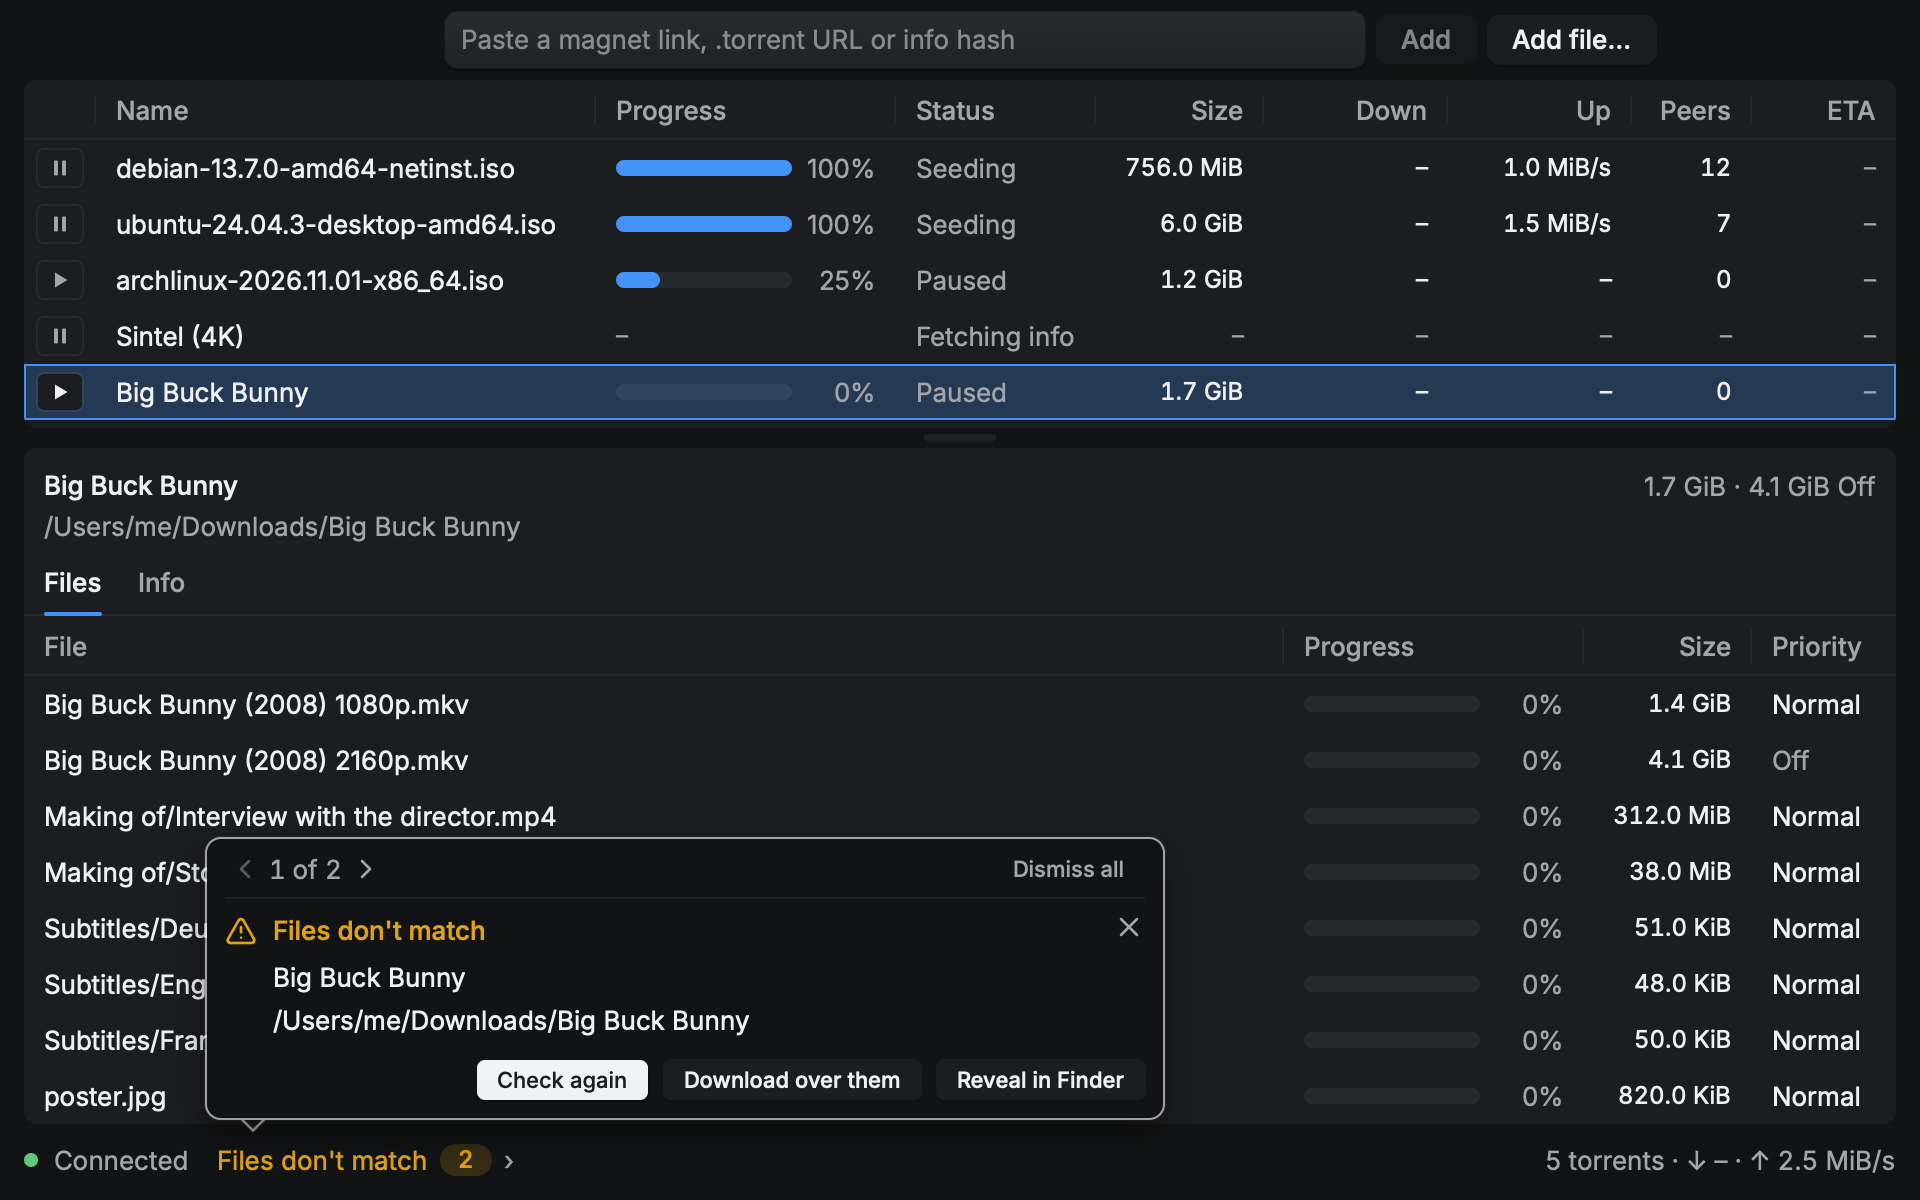 Paste a magnet link, .torrent URL or info hash Add Add file...
Name Progress Status Size Down Up Peers ETA
debian-13.7.0-amd64-netinst.iso 100% Seeding 756.0 MiB – 1.0 MiB/s 12 –
ubuntu-24.04.3-desktop-amd64.iso 100% Seeding 6.0 GiB – 1.5 MiB/s 7 –
archlinux-2026.11.01-x86_64.iso 25% Paused 1.2 GiB – – 0 –
Sintel (4K) – Fetching info – – – – –
Big Buck Bunny 0% Paused 1.7 GiB – – 0 –
Big Buck Bunny 1.7 GiB · 4.1 GiB Off
/Users/me/Downloads/Big Buck Bunny
Files Info
File Progress Size Priority
Big Buck Bunny (2008) 1080p.mkv 0% 1.4 GiB Normal
Big Buck Bunny (2008) 2160p.mkv 0% 4.1 GiB Off
Making of/Interview with the director.mp4 0% 312.0 MiB Normal
Making of/Sto 0% 38.0 MiB Normal
Subtitles/Deu 0% 51.0 KiB Normal
Subtitles/Eng 0% 48.0 KiB Normal
Subtitles/Fran 0% 50.0 KiB Normal
poster.jpg 0% 820.0 KiB Normal
1 of 2 Dismiss all
Files don't match
Big Buck Bunny
/Users/me/Downloads/Big Buck Bunny
Check again Download over them Reveal in Finder
Connected Files don't match 2 › 5 torrents · ↓ – · ↑ 2.5 MiB/s